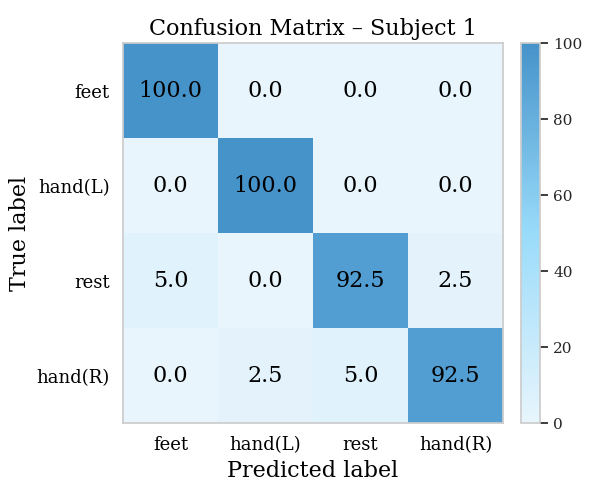 Confusion Matrix – Subject 1
feet 100.0 0.0 0.0 0.0
hand(L) 0.0 100.0 0.0 0.0
rest 5.0 0.0 92.5 2.5
hand(R) 0.0 2.5 5.0 92.5
feet hand(L) rest hand(R)
Predicted label
True label
100
80
60
40
20
0